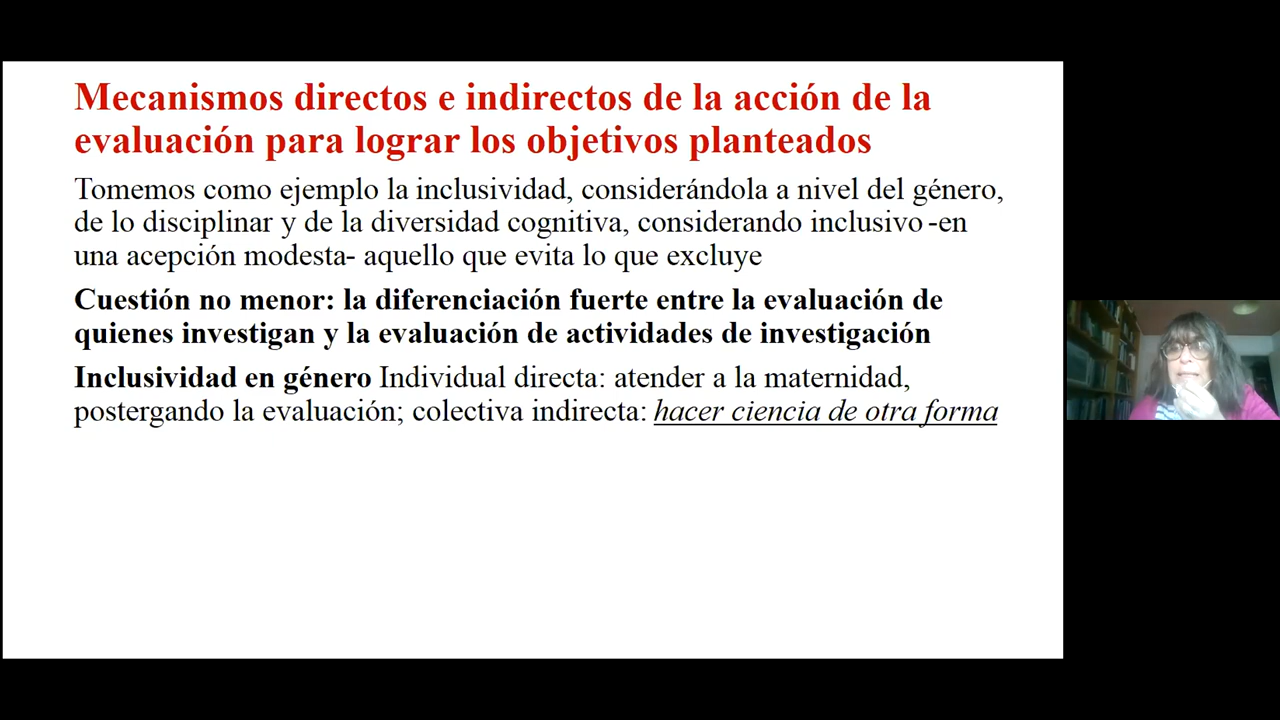 Mecanismos directos e indirectos de la acción de la
evaluación para lograr los objetivos planteados
Tomemos como ejemplo la inclusividad, considerándola a nivel del género,
de lo disciplinar y de la diversidad cognitiva, considerando inclusivo -en
una acepción modesta- aquello que evita lo que excluye
Cuestión no menor: la diferenciación fuerte entre la evaluación de
quienes investigan y la evaluación de actividades de investigación
Inclusividad en género Individual directa: atender a la maternidad,
postergando la evaluación; colectiva indirecta: hacer ciencia de otra forma